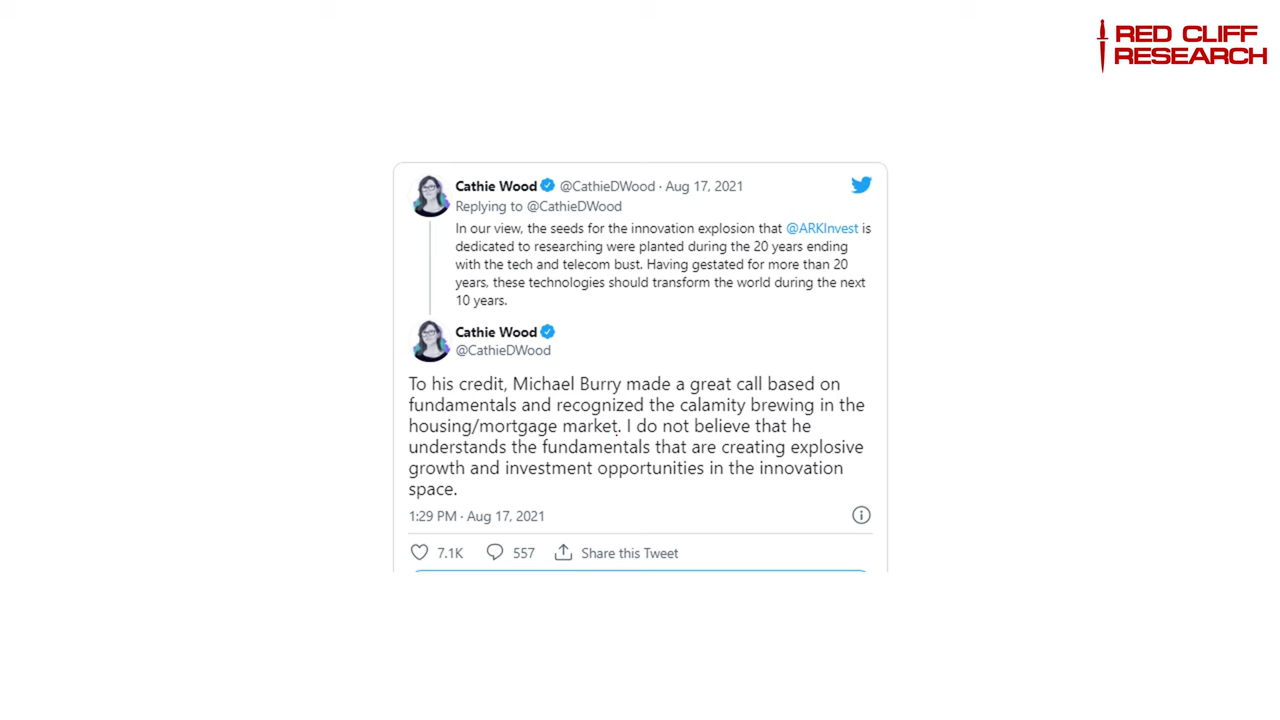 RED CLIFF
RESEARCH
Cathie Wood @CathieDWood · Aug 17, 2021
Replying to @CathieDWood
In our view, the seeds for the innovation explosion that @ARKInvest is
dedicated to researching were planted during the 20 years ending
with the tech and telecom bust. Having gestated for more than 20
years, these technologies should transform the world during the next
10 years.
Cathie Wood
@CathieDWood
To his credit, Michael Burry made a great call based on
fundamentals and recognized the calamity brewing in the
housing/mortgage market. I do not believe that he
understands the fundamentals that are creating explosive
growth and investment opportunities in the innovation
space.
1:29 PM · Aug 17, 2021
7.1K 557 Share this Tweet